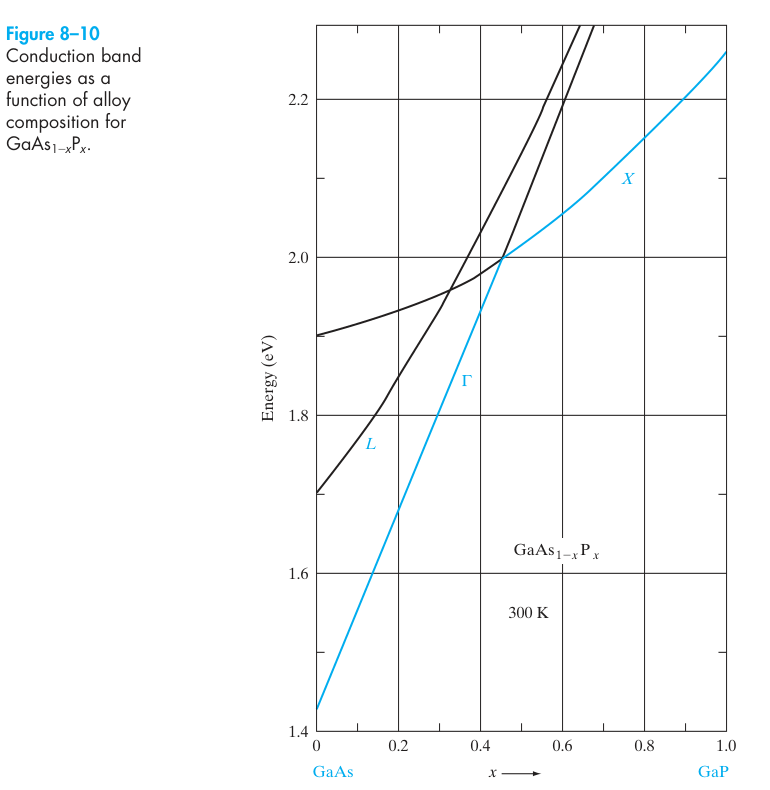 Figure 8–10
Conduction band
energies as a
function of alloy
composition for
GaAs₁₋ₓPₓ.
2.2
X
2.0
Energy (eV)
Γ
1.8
L
GaAs₁₋ₓPₓ
1.6
300 K
1.4
0 0.2 0.4 0.6 0.8 1.0
GaAs x ⟶ GaP